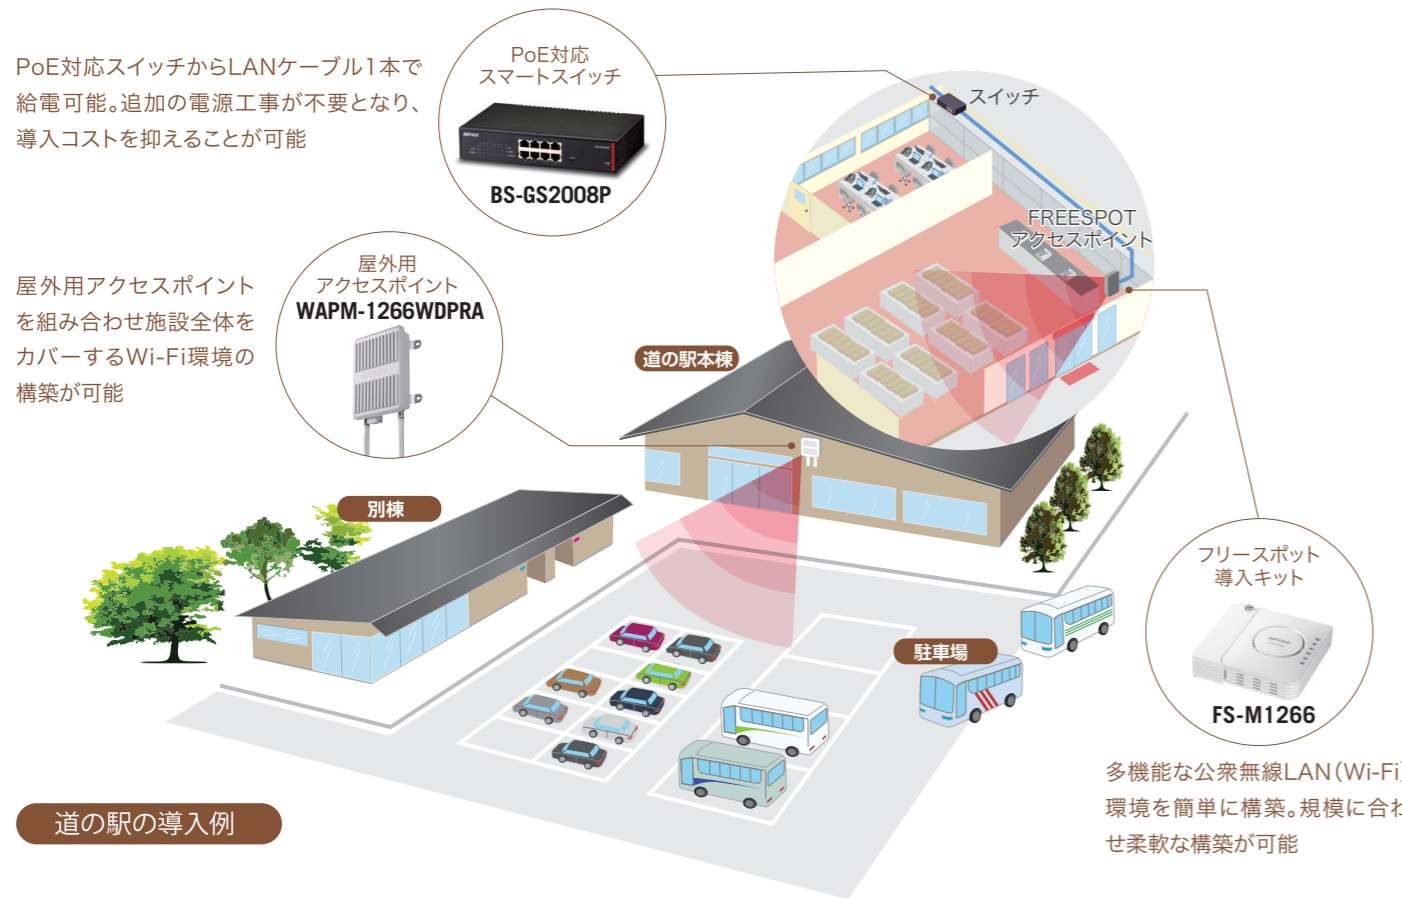 PoE対応スイッチからLANケーブル1本で
給電可能。追加の電源工事が不要となり、
導入コストを抑えることが可能
PoE対応
スマートスイッチ
BS-GS2008P
スイッチ
FREESPOT
アクセスポイント
屋外用アクセスポイント
を組み合わせ施設全体を
カバーするWi-Fi環境の
構築が可能
屋外用
アクセスポイント
WAPM-1266WDPRA
道の駅本棟
別棟
駐車場
フリースポット
導入キット
FS-M1266
多機能な公衆無線LAN(Wi-Fi)
環境を簡単に構築。規模に合わ
せ柔軟な構築が可能
道の駅の導入例